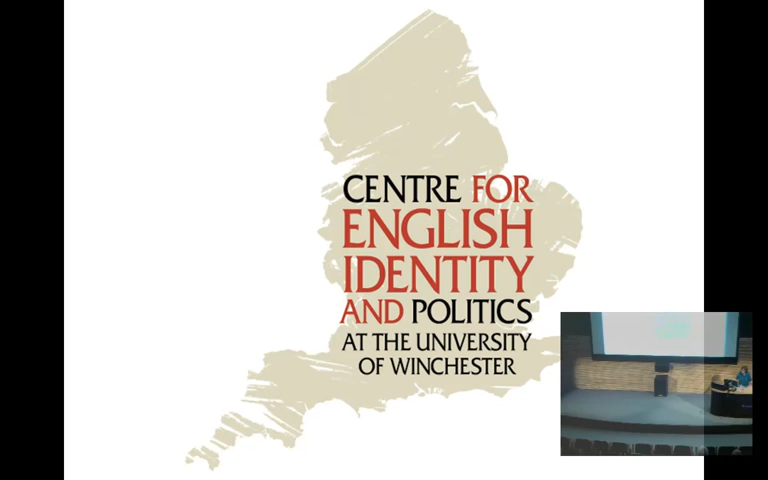 CENTRE FOR
ENGLISH
IDENTITY
AND POLITICS
AT THE UNIVERSITY
OF WINCHESTER